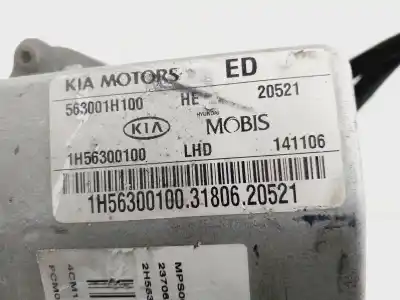 KIA MOTORS ED
563001H100 HE 20521
KIA HYUNDAI MOBIS
1H56300100 LHD 141106
1H56300100.31806.20521